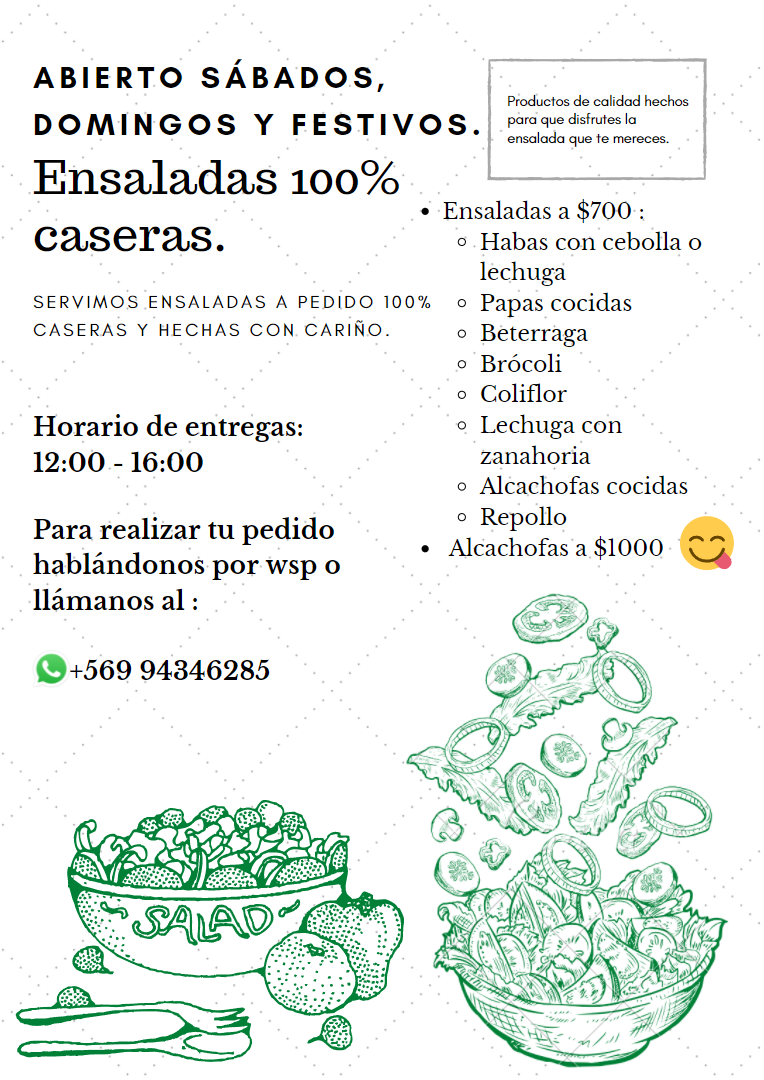 ABIERTO SÁBADOS,
DOMINGOS Y FESTIVOS.
Ensaladas 100%
caseras.
SERVIMOS ENSALADAS A PEDIDO 100%
CASERAS Y HECHAS CON CARIÑO.
Horario de entregas:
12:00 - 16:00
Para realizar tu pedido
hablándonos por wsp o
llámanos al :
+569 94346285
Productos de calidad hechos
para que disfrutes la
ensalada que te mereces.
• Ensaladas a $700 :
◦ Habas con cebolla o
lechuga
◦ Papas cocidas
◦ Beterraga
◦ Brócoli
◦ Coliflor
◦ Lechuga con
zanahoria
◦ Alcachofas cocidas
◦ Repollo
• Alcachofas a $1000
SALAD